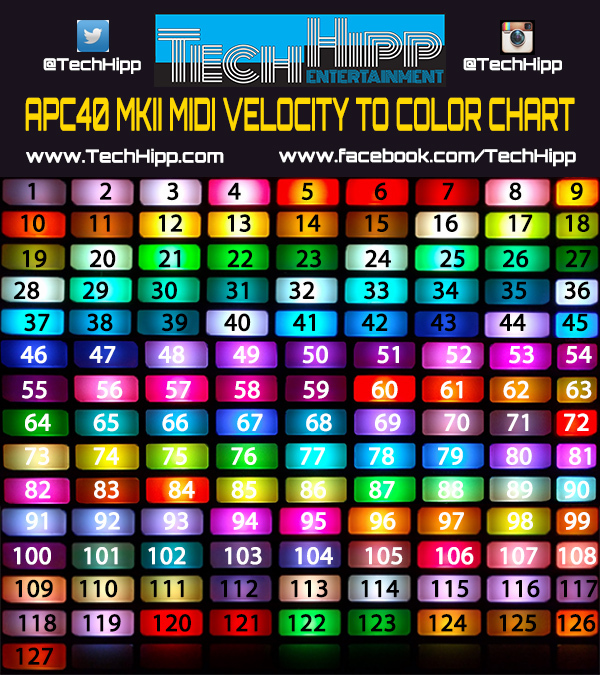 TECHHIPP
ENTERTAINMENT
@TechHipp @TechHipp
APC40 MKII MIDI VELOCITY TO COLOR CHART
www.TechHipp.com www.facebook.com/TechHipp
1 2 3 4 5 6 7 8 9
10 11 12 13 14 15 16 17 18
19 20 21 22 23 24 25 26 27
28 29 30 31 32 33 34 35 36
37 38 39 40 41 42 43 44 45
46 47 48 49 50 51 52 53 54
55 56 57 58 59 60 61 62 63
64 65 66 67 68 69 70 71 72
73 74 75 76 77 78 79 80 81
82 83 84 85 86 87 88 89 90
91 92 93 94 95 96 97 98 99
100 101 102 103 104 105 106 107 108
109 110 111 112 113 114 115 116 117
118 119 120 121 122 123 124 125 126
127